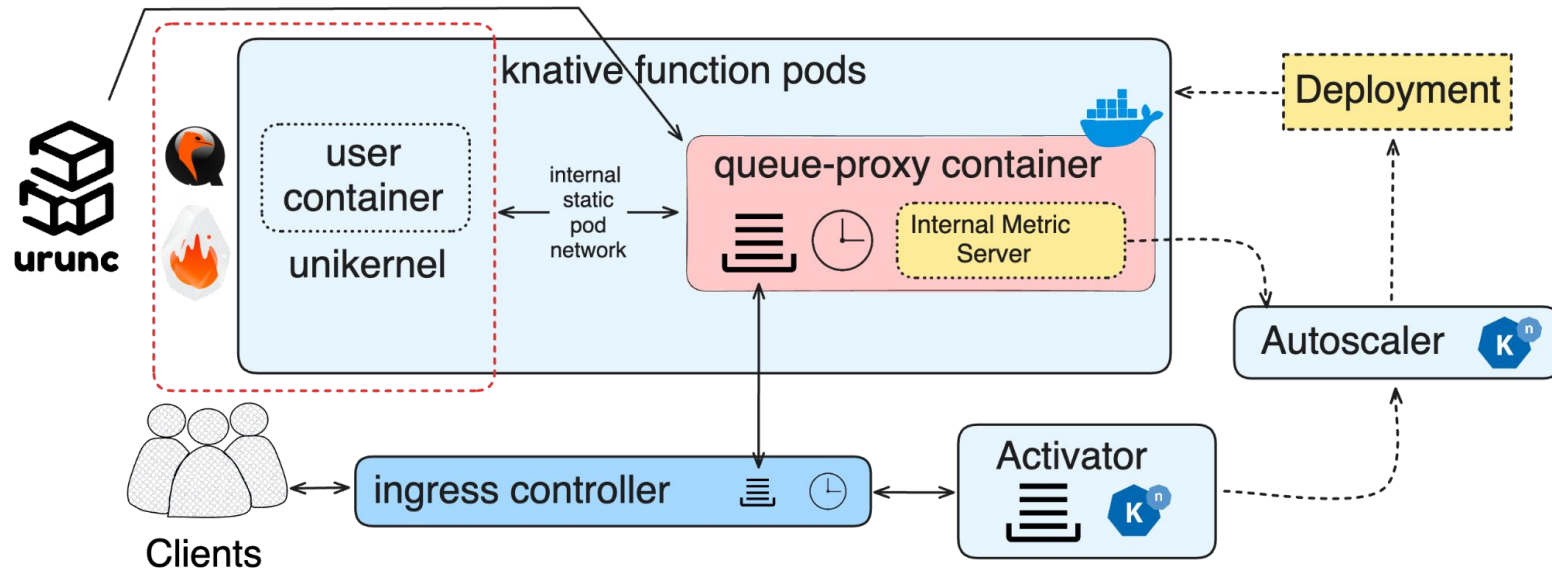 knative function pods
Deployment
user
container
unikernel
internal
static
pod
network
queue-proxy container
Internal Metric
Server
urunc
Autoscaler
K
n
ingress controller
Activator
K
n
Clients